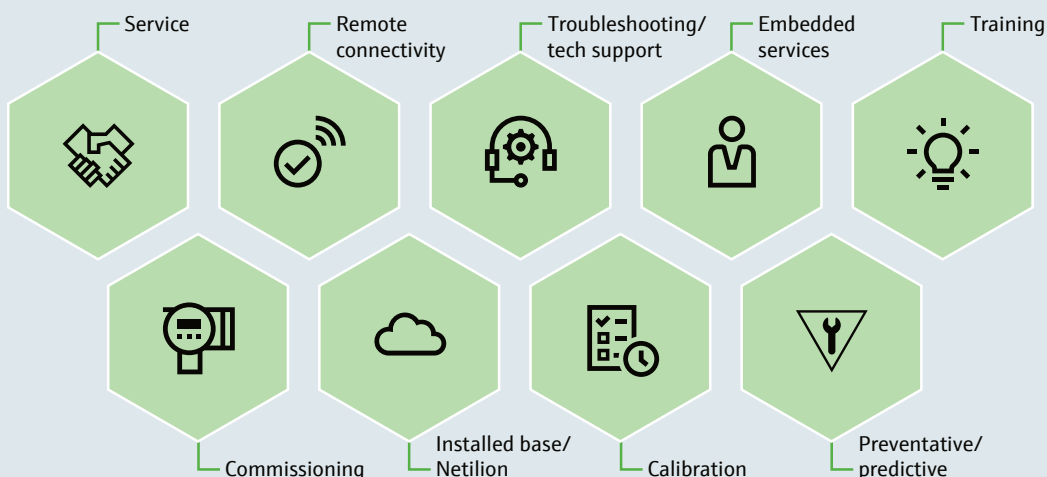 Service
Remote
connectivity
Troubleshooting/
tech support
Embedded
services
Training
Commissioning
Installed base/
Netilion
Calibration
Preventative/
predictive